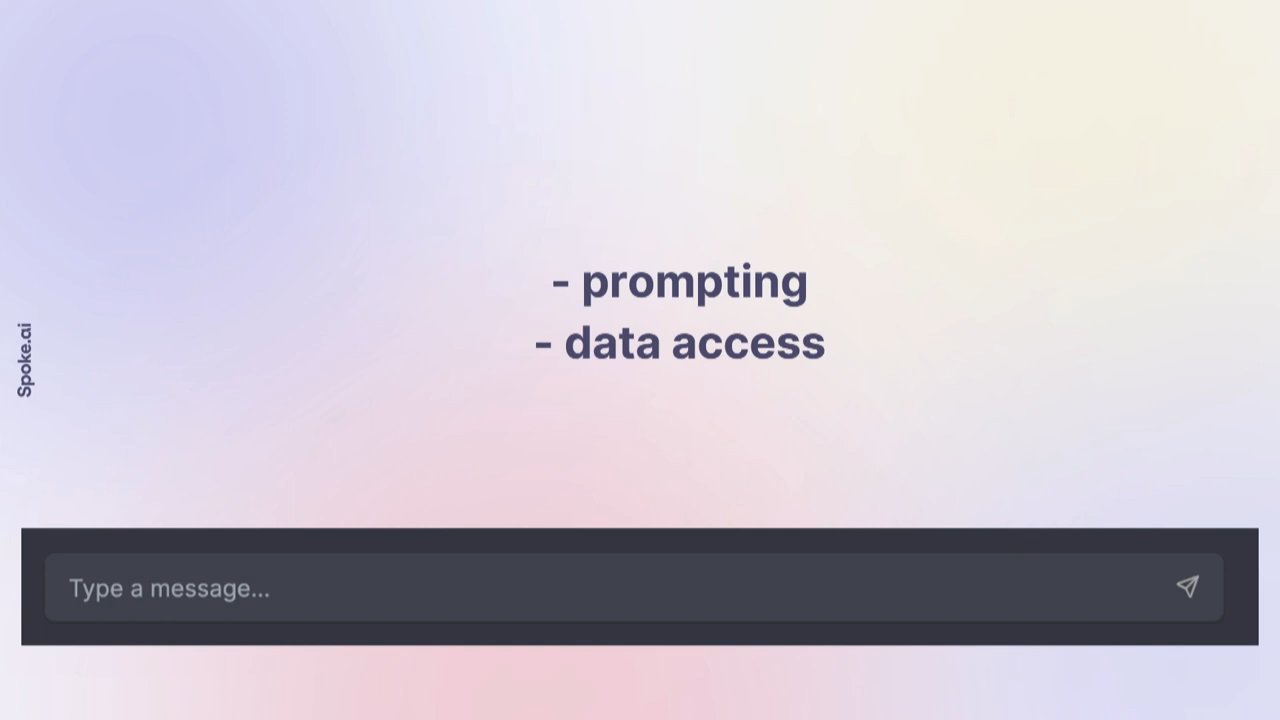 - prompting
- data access
Spoke.ai
Type a message...